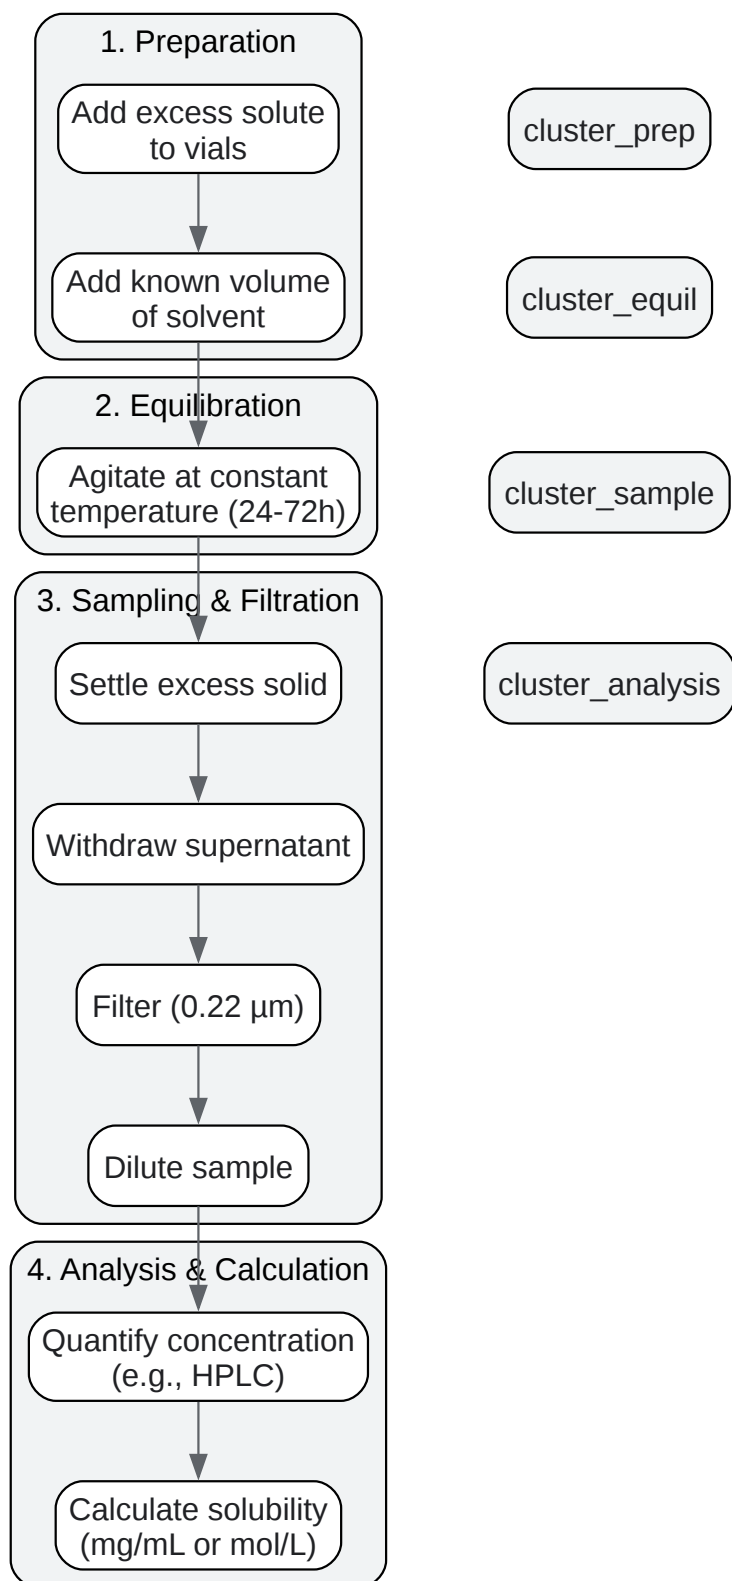 1. Preparation
Add excess solute
to vials
Add known volume
of solvent
2. Equilibration
Agitate at constant
temperature (24-72h)
3. Sampling & Filtration
Settle excess solid
Withdraw supernatant
Filter (0.22 µm)
Dilute sample
4. Analysis & Calculation
Quantify concentration
(e.g., HPLC)
Calculate solubility
(mg/mL or mol/L)
cluster_prep
cluster_equil
cluster_sample
cluster_analysis